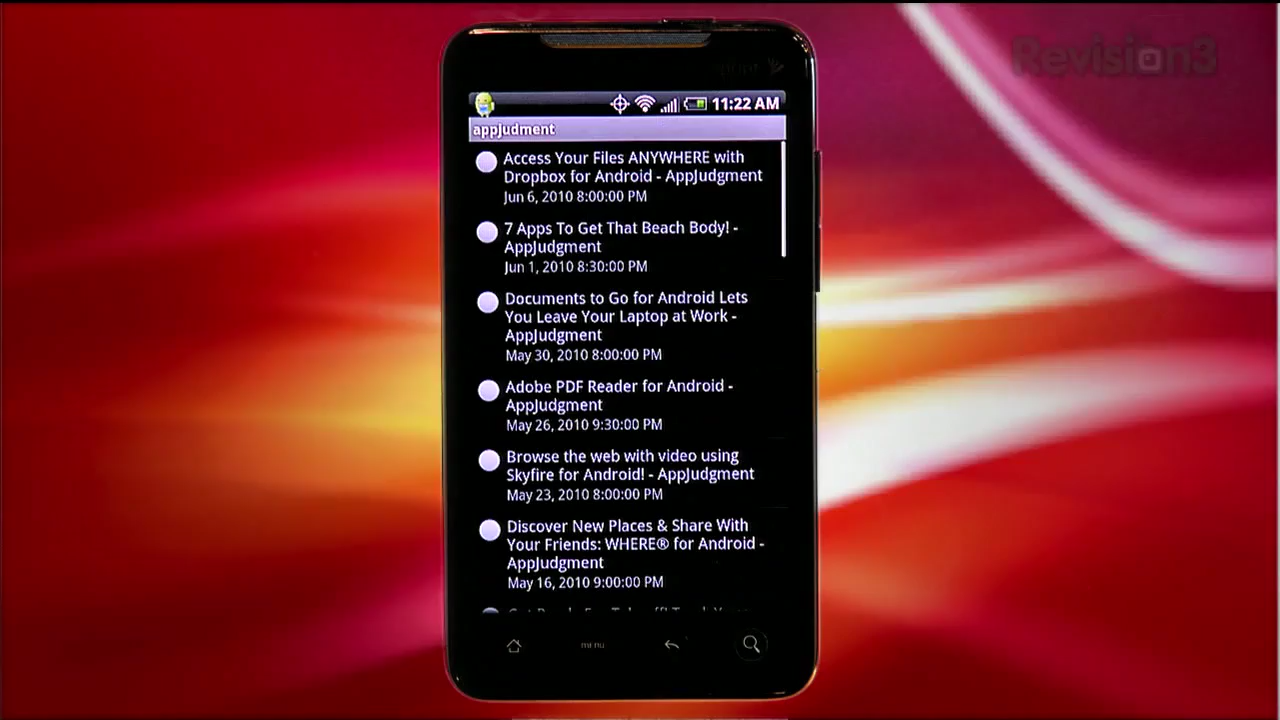 Revision3
11:22 AM
appjudment
Access Your Files ANYWHERE with
Dropbox for Android - AppJudgment
Jun 6, 2010 8:00:00 PM
7 Apps To Get That Beach Body! -
AppJudgment
Jun 1, 2010 8:30:00 PM
Documents to Go for Android Lets
You Leave Your Laptop at Work -
AppJudgment
May 30, 2010 8:00:00 PM
Adobe PDF Reader for Android -
AppJudgment
May 26, 2010 9:30:00 PM
Browse the web with video using
Skyfire for Android! - AppJudgment
May 23, 2010 8:00:00 PM
Discover New Places & Share With
Your Friends: WHERE® for Android -
AppJudgment
May 16, 2010 9:00:00 PM
menu